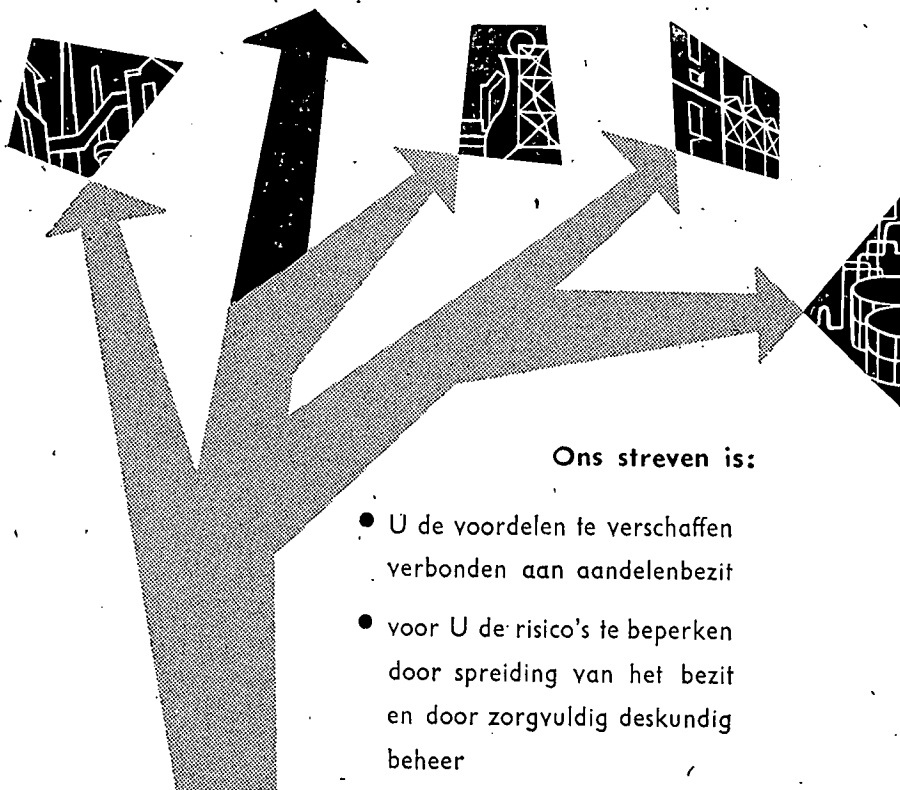 Ons streven is:
• U de voordelen te verschaffen
verbonden aan aandelenbezit
• voor U de risico's te beperken
door spreiding van het bezit
en door zorgvuldig deskundig
beheer